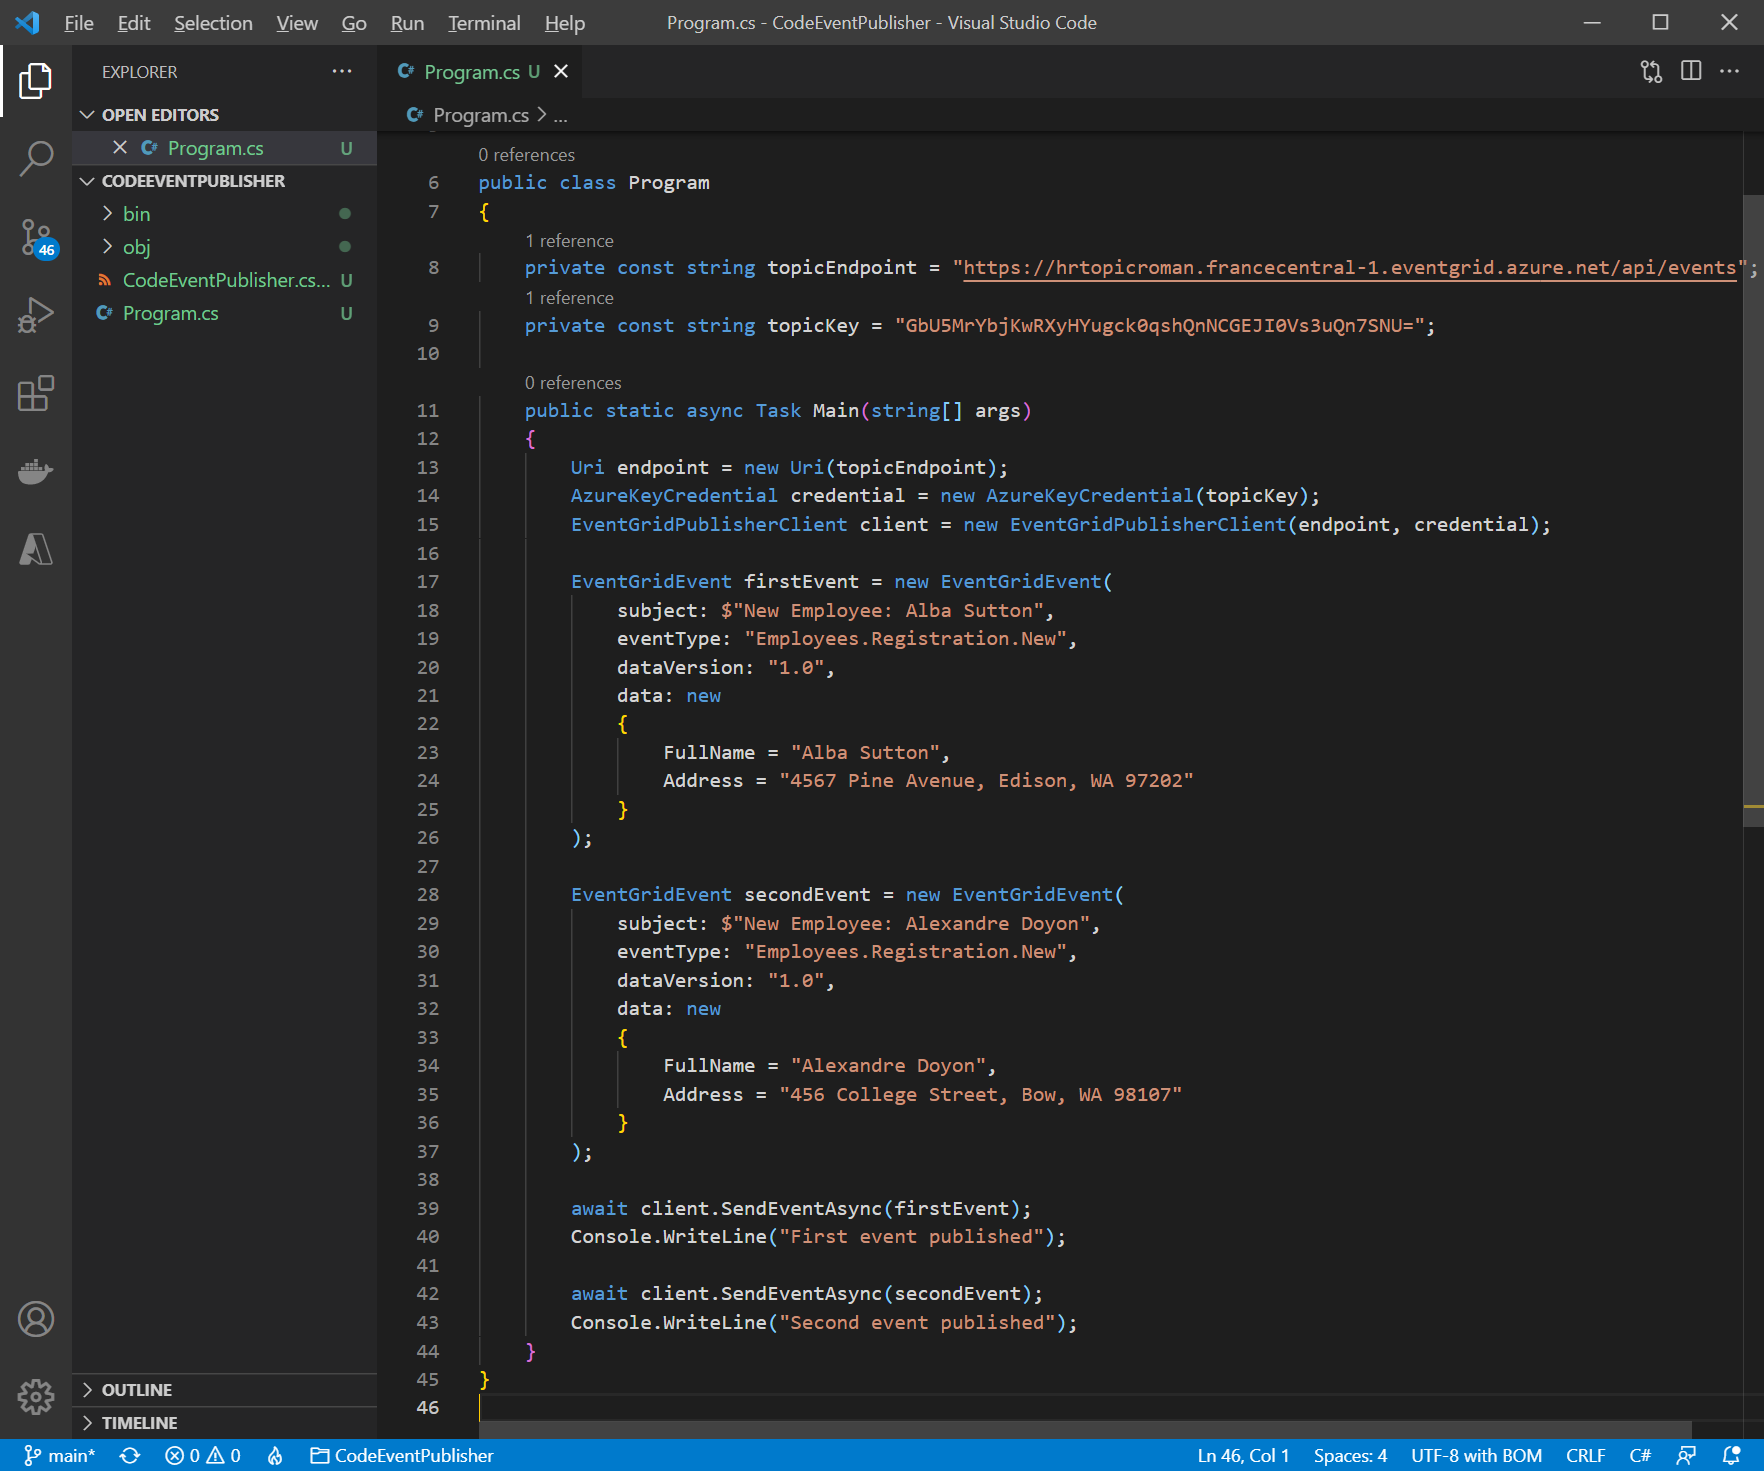 File Edit Selection View Go Run Terminal Help
Program.cs - CodeEventPublisher - Visual Studio Code
EXPLORER
OPEN EDITORS
Program.cs U
CODEEVENTPUBLISHER
bin
obj
CodeEventPublisher.cs... U
Program.cs U
OUTLINE
TIMELINE
46
Program.cs U
Program.cs > ...
0 references
6 public class Program
7 {
1 reference
8 private const string topicEndpoint = "https://hrtopicroman.francecentral-1.eventgrid.azure.net/api/events";
1 reference
9 private const string topicKey = "GbU5MrYbjKwRXyHYugck0qshQnNCGEJI0Vs3uQn7SNU=";
10
0 references
11 public static async Task Main(string[] args)
12 {
13 Uri endpoint = new Uri(topicEndpoint);
14 AzureKeyCredential credential = new AzureKeyCredential(topicKey);
15 EventGridPublisherClient client = new EventGridPublisherClient(endpoint, credential);
16
17 EventGridEvent firstEvent = new EventGridEvent(
18 subject: $"New Employee: Alba Sutton",
19 eventType: "Employees.Registration.New",
20 dataVersion: "1.0",
21 data: new
22 {
23 FullName = "Alba Sutton",
24 Address = "4567 Pine Avenue, Edison, WA 97202"
25 }
26 );
27
28 EventGridEvent secondEvent = new EventGridEvent(
29 subject: $"New Employee: Alexandre Doyon",
30 eventType: "Employees.Registration.New",
31 dataVersion: "1.0",
32 data: new
33 {
34 FullName = "Alexandre Doyon",
35 Address = "456 College Street, Bow, WA 98107"
36 }
37 );
38
39 await client.SendEventAsync(firstEvent);
40 Console.WriteLine("First event published");
41
42 await client.SendEventAsync(secondEvent);
43 Console.WriteLine("Second event published");
44 }
45 }
46
main* 0 0 CodeEventPublisher Ln 46, Col 1 Spaces: 4 UTF-8 with BOM CRLF C#